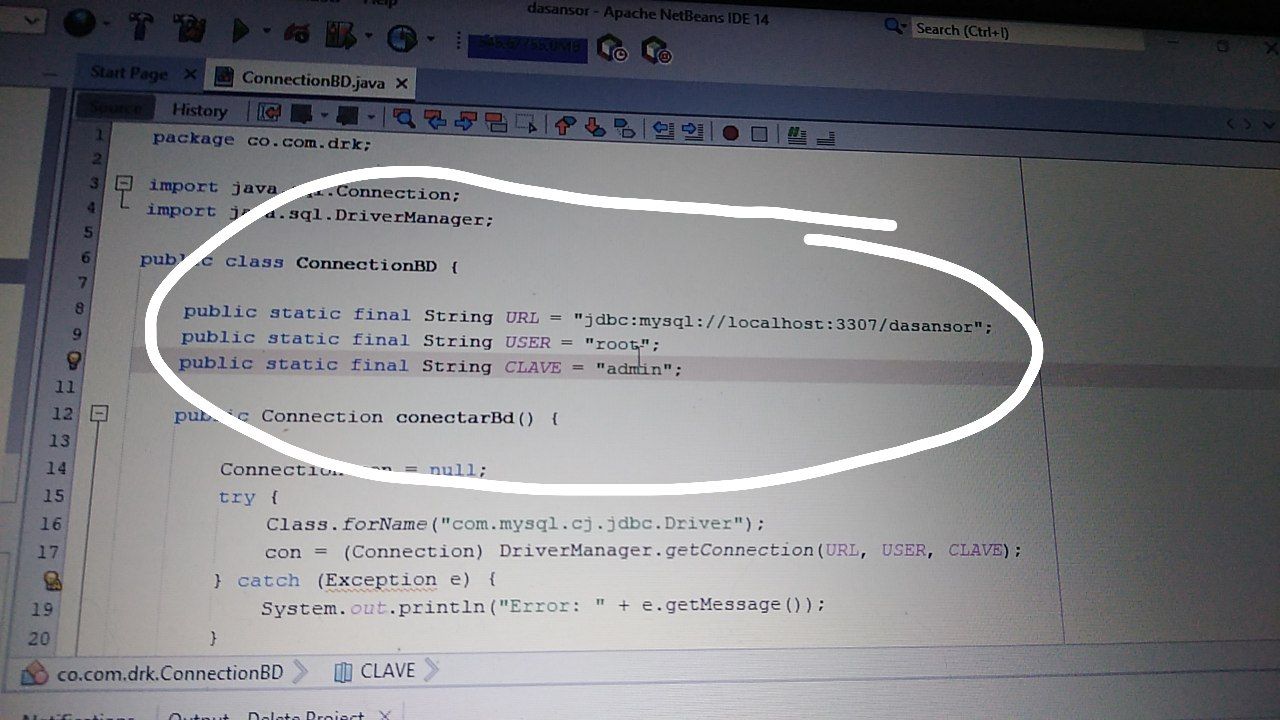 Help
dasansor - Apache NetBeans IDE 14
Search (Ctrl+I)
Start Page
ConnectionBD.java
Source
History
1 package co.com.drk;
2
3 import java.sql.Connection;
4 import java.sql.DriverManager;
5
6 public class ConnectionBD {
7
8 public static final String URL = "jdbc:mysql://localhost:3307/dasansor";
9 public static final String USER = "root";
public static final String CLAVE = "admin";
11
12 public Connection conectarBd() {
13
14 Connection con = null;
15 try {
16 Class.forName("com.mysql.cj.jdbc.Driver");
17 con = (Connection) DriverManager.getConnection(URL, USER, CLAVE);
} catch (Exception e) {
19 System.out.println("Error: " + e.getMessage());
20 }
co.com.drk.ConnectionBD
CLAVE
Notifications
Output - Delete Project